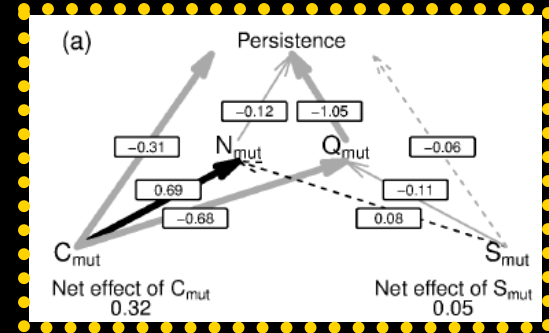 (a)
Persistence
−0.12
−1.05
−0.31
Nmut
Qmut
−0.06
0.69
−0.11
−0.68
0.08
Cmut
Smut
Net effect of Cmut
0.32
Net effect of Smut
0.05